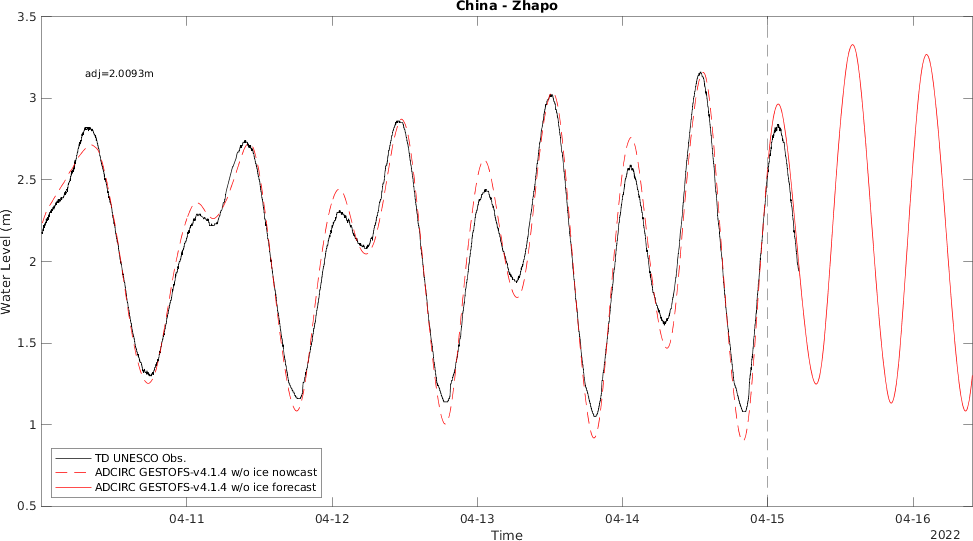 China - Zhapo
adj=2.0093m
3.5
3
2.5
2
1.5
1
0.5
Water Level (m)
TD UNESCO Obs.
ADCIRC GESTOFS-v4.1.4 w/o ice nowcast
ADCIRC GESTOFS-v4.1.4 w/o ice forecast
04-11
04-12
04-13
04-14
04-15
04-16
Time
2022